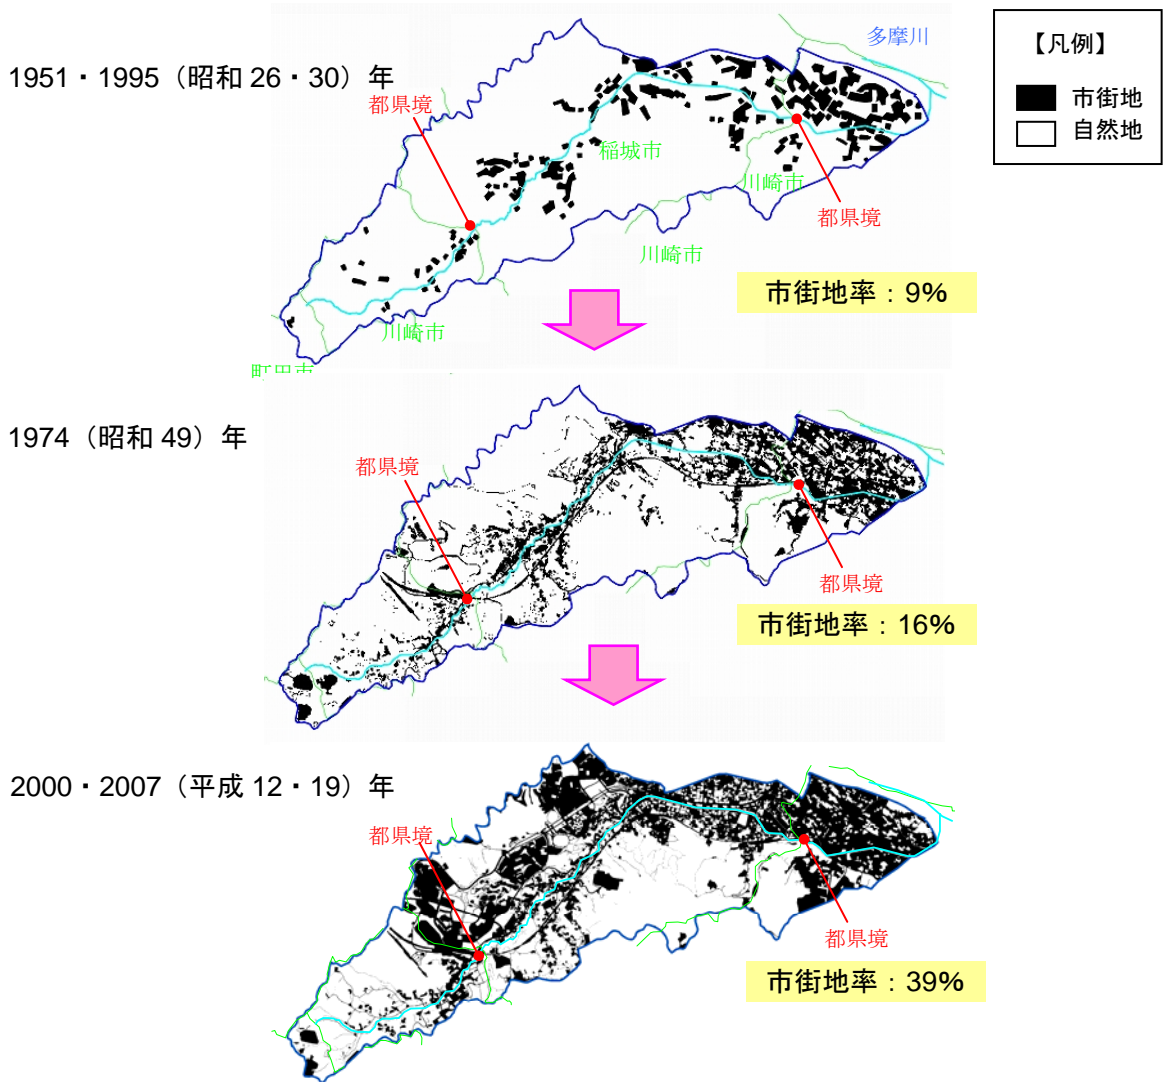 多摩川
【凡例】
市街地
自然地
1951・1995（昭和 26・30）年
都県境
稲城市
川崎市
都県境
川崎市
市街地率：9%
川崎市
町田市
1974（昭和 49）年
都県境
都県境
市街地率：16%
2000・2007（平成 12・19）年
都県境
都県境
市街地率：39%